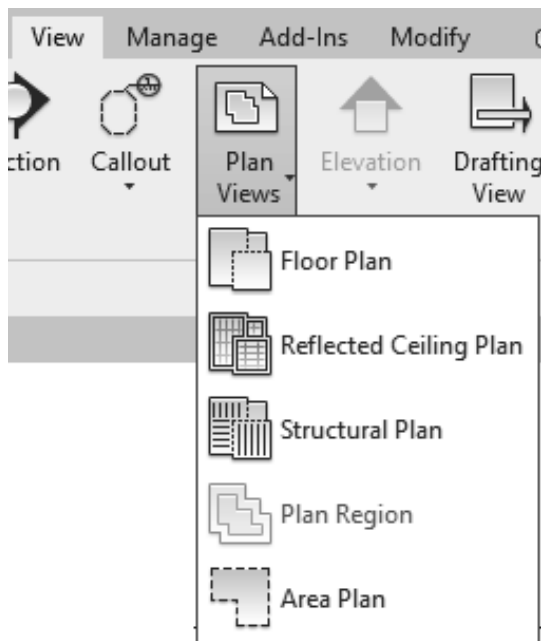 View Manage Add-Ins Modify
ction Callout Plan Views Elevation Drafting View
Floor Plan
Reflected Ceiling Plan
Structural Plan
Plan Region
Area Plan